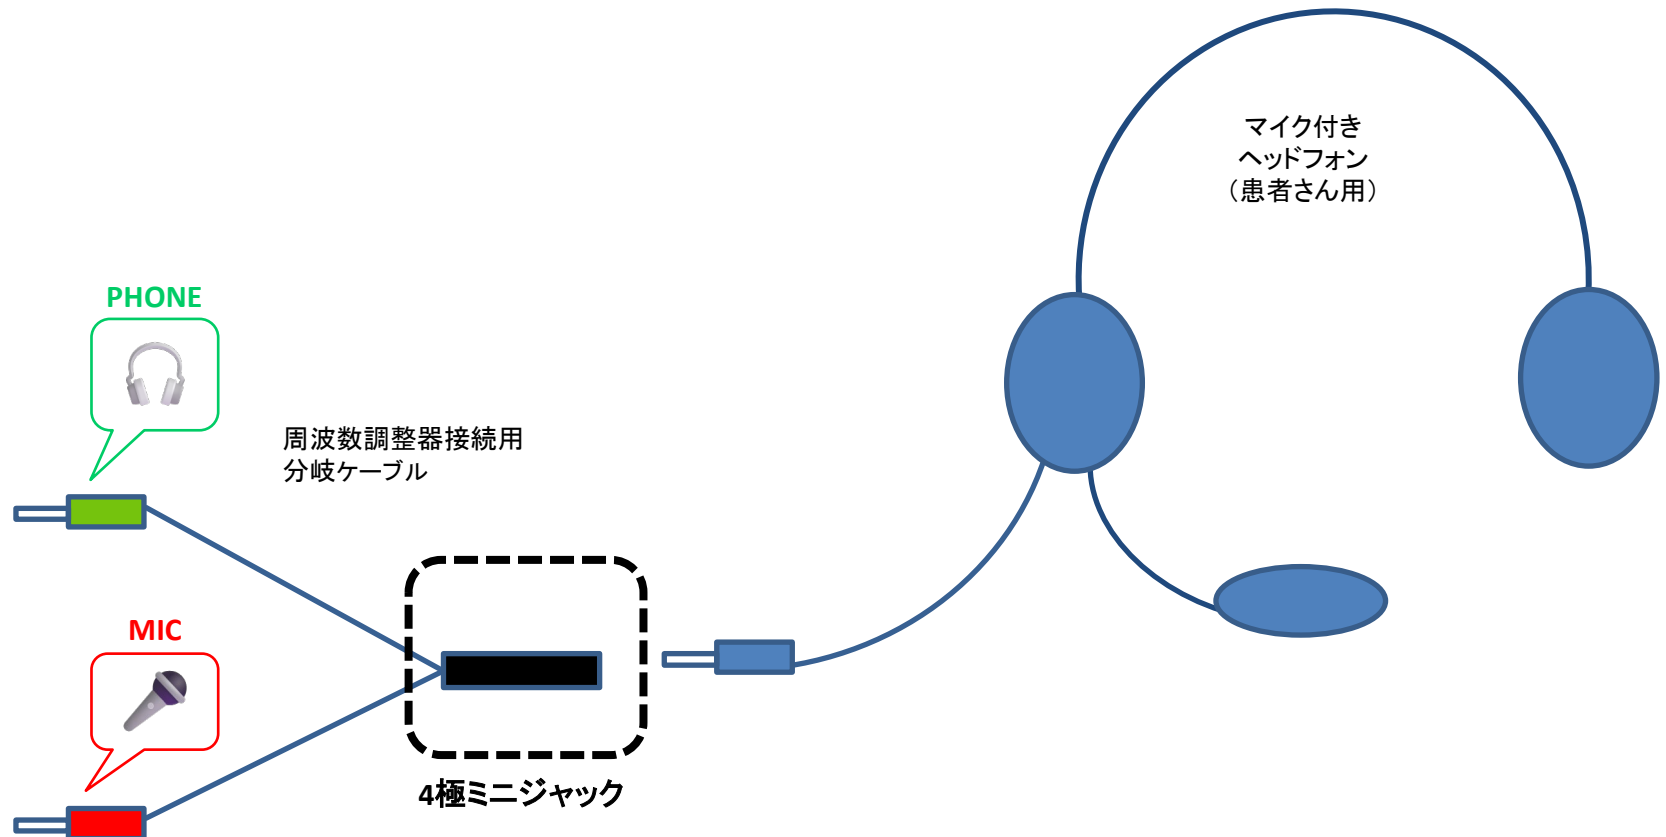 マイク付き
ヘッドフォン
（患者さん用）
PHONE
周波数調整器接続用
分岐ケーブル
MIC
4極ミニジャック